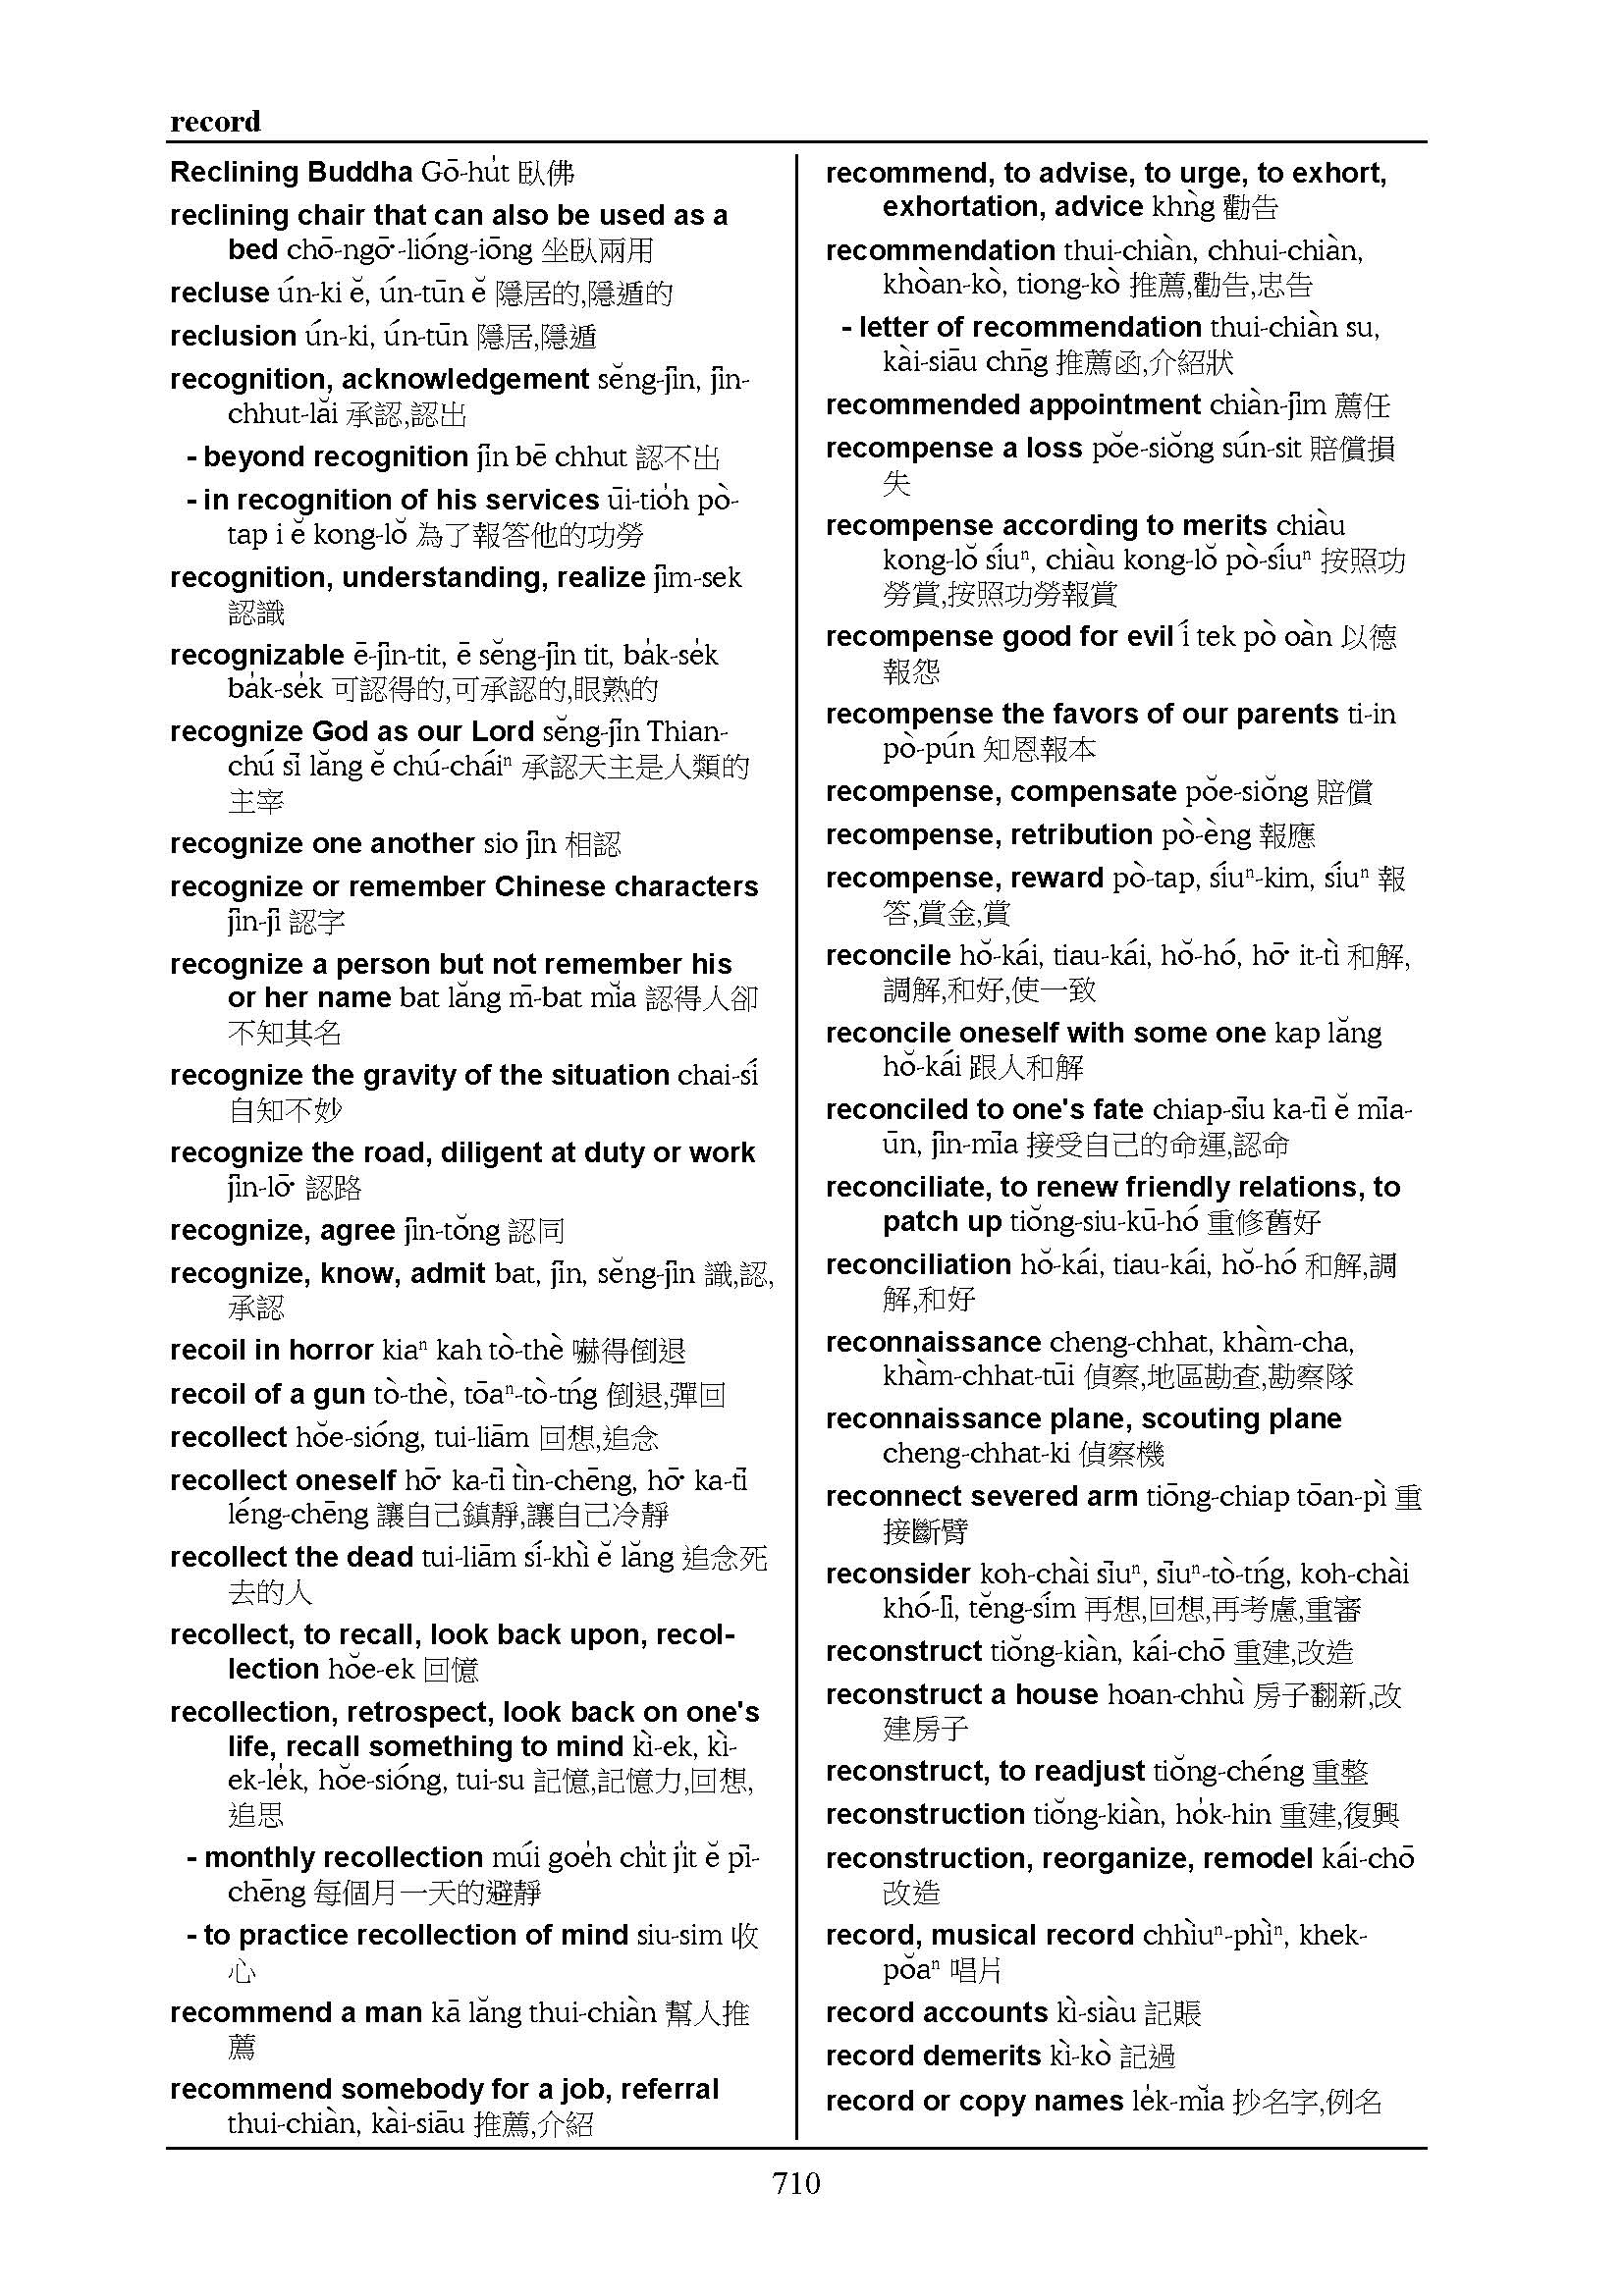 record
Reclining Buddha Gō-hu̍t 臥佛
reclining chair that can also be used as a
bed chō-ngō͘-lióng-iōng 坐臥兩用
recluse ún-ki ĕ, ún-tūn ĕ 隱居的,隱遁的
reclusion ún-ki, ún-tūn 隱居,隱遁
recognition, acknowledgement sĕng-jīn, jīn-
chhut-lăi 承認,認出
- beyond recognition jīn bē chhut 認不出
- in recognition of his services ūi-tio̍h pò-
tap i ĕ kong-lŏ 為了報答他的功勞
recognition, understanding, realize jīm-sek
認識
recognizable ē-jīn-tit, ē sĕng-jīn tit, ba̍k-se̍k
ba̍k-se̍k 可認得的,可承認的,眼熟的
recognize God as our Lord sĕng-jīn Thian-
chú sī lăng ĕ chú-cháiⁿ 承認天主是人類的
主宰
recognize one another sio jīn 相認
recognize or remember Chinese characters
jīn-jī 認字
recognize a person but not remember his
or her name bat lăng m̄-bat mĭa 認得人卻
不知其名
recognize the gravity of the situation chai-sí
自知不妙
recognize the road, diligent at duty or work
jīn-lō͘ 認路
recognize, agree jīn-tŏng 認同
recognize, know, admit bat, jīn, sĕng-jīn 識,認,
承認
recoil in horror kiaⁿ kah tò-thè 嚇得倒退
recoil of a gun tò-thè, tōaⁿ-tò-tńg 倒退,彈回
recollect hŏe-sióng, tui-liām 回想,追念
recollect oneself hō͘ ka-tī tìn-chēng, hō͘ ka-tī
léng-chēng 讓自己鎮靜,讓自己冷靜
recollect the dead tui-liām sí-khì ĕ lăng 追念死
去的人
recollect, to recall, look back upon, recol-
lection hŏe-ek 回憶
recollection, retrospect, look back on one's
life, recall something to mind kì-ek, kì-
ek-le̍k, hŏe-sióng, tui-su 記憶,記憶力,回想,
追思
- monthly recollection múi goe̍h chi̍t ji̍t ĕ pī-
chēng 每個月一天的避靜
- to practice recollection of mind siu-sim 收
心
recommend a man kā lăng thui-chiàn 幫人推
薦
recommend somebody for a job, referral
thui-chiàn, kài-siāu 推薦,介紹
recommend, to advise, to urge, to exhort,
exhortation, advice khǹg 勸告
recommendation thui-chiàn, chhui-chiàn,
khòan-kò, tiong-kò 推薦,勸告,忠告
- letter of recommendation thui-chiàn su,
kài-siāu chn̄g 推薦函,介紹狀
recommended appointment chiàn-jīm 薦任
recompense a loss pŏe-siŏng sún-sit 賠償損
失
recompense according to merits chiàu
kong-lŏ síuⁿ, chiàu kong-lŏ pò-síuⁿ 按照功
勞賞,按照功勞報賞
recompense good for evil í tek pò oàn 以德
報怨
recompense the favors of our parents ti-in
pò-pún 知恩報本
recompense, compensate pŏe-siŏng 賠償
recompense, retribution pò-èng 報應
recompense, reward pò-tap, síuⁿ-kim, síuⁿ 報
答,賞金,賞
reconcile hŏ-kái, tiau-kái, hŏ-hó, hō͘ it-tì 和解,
調解,和好,使一致
reconcile oneself with some one kap lăng
hŏ-kái 跟人和解
reconciled to one's fate chiap-sīu ka-tī ĕ mīa-
ūn, jīn-mīa 接受自己的命運,認命
reconciliate, to renew friendly relations, to
patch up tiŏng-siu-kū-hó 重修舊好
reconciliation hŏ-kái, tiau-kái, hŏ-hó 和解,調
解,和好
reconnaissance cheng-chhat, khàm-cha,
khàm-chhat-tūi 偵察,地區勘查,勘察隊
reconnaissance plane, scouting plane
cheng-chhat-ki 偵察機
reconnect severed arm tiōng-chiap tōan-pì 重
接斷臂
reconsider koh-chài sīuⁿ, sīuⁿ-tò-tńg, koh-chài
khó-lī, tĕng-sím 再想,回想,再考慮,重審
reconstruct tiŏng-kiàn, kái-chō 重建,改造
reconstruct a house hoan-chhù 房子翻新,改
建房子
reconstruct, to readjust tiŏng-chéng 重整
reconstruction tiŏng-kiàn, ho̍k-hin 重建,復興
reconstruction, reorganize, remodel kái-chō
改造
record, musical record chhìuⁿ-phìⁿ, khek-
pŏaⁿ 唱片
record accounts kì-siàu 記賬
record demerits kì-kò 記過
record or copy names le̍k-mĭa 抄名字,例名
710